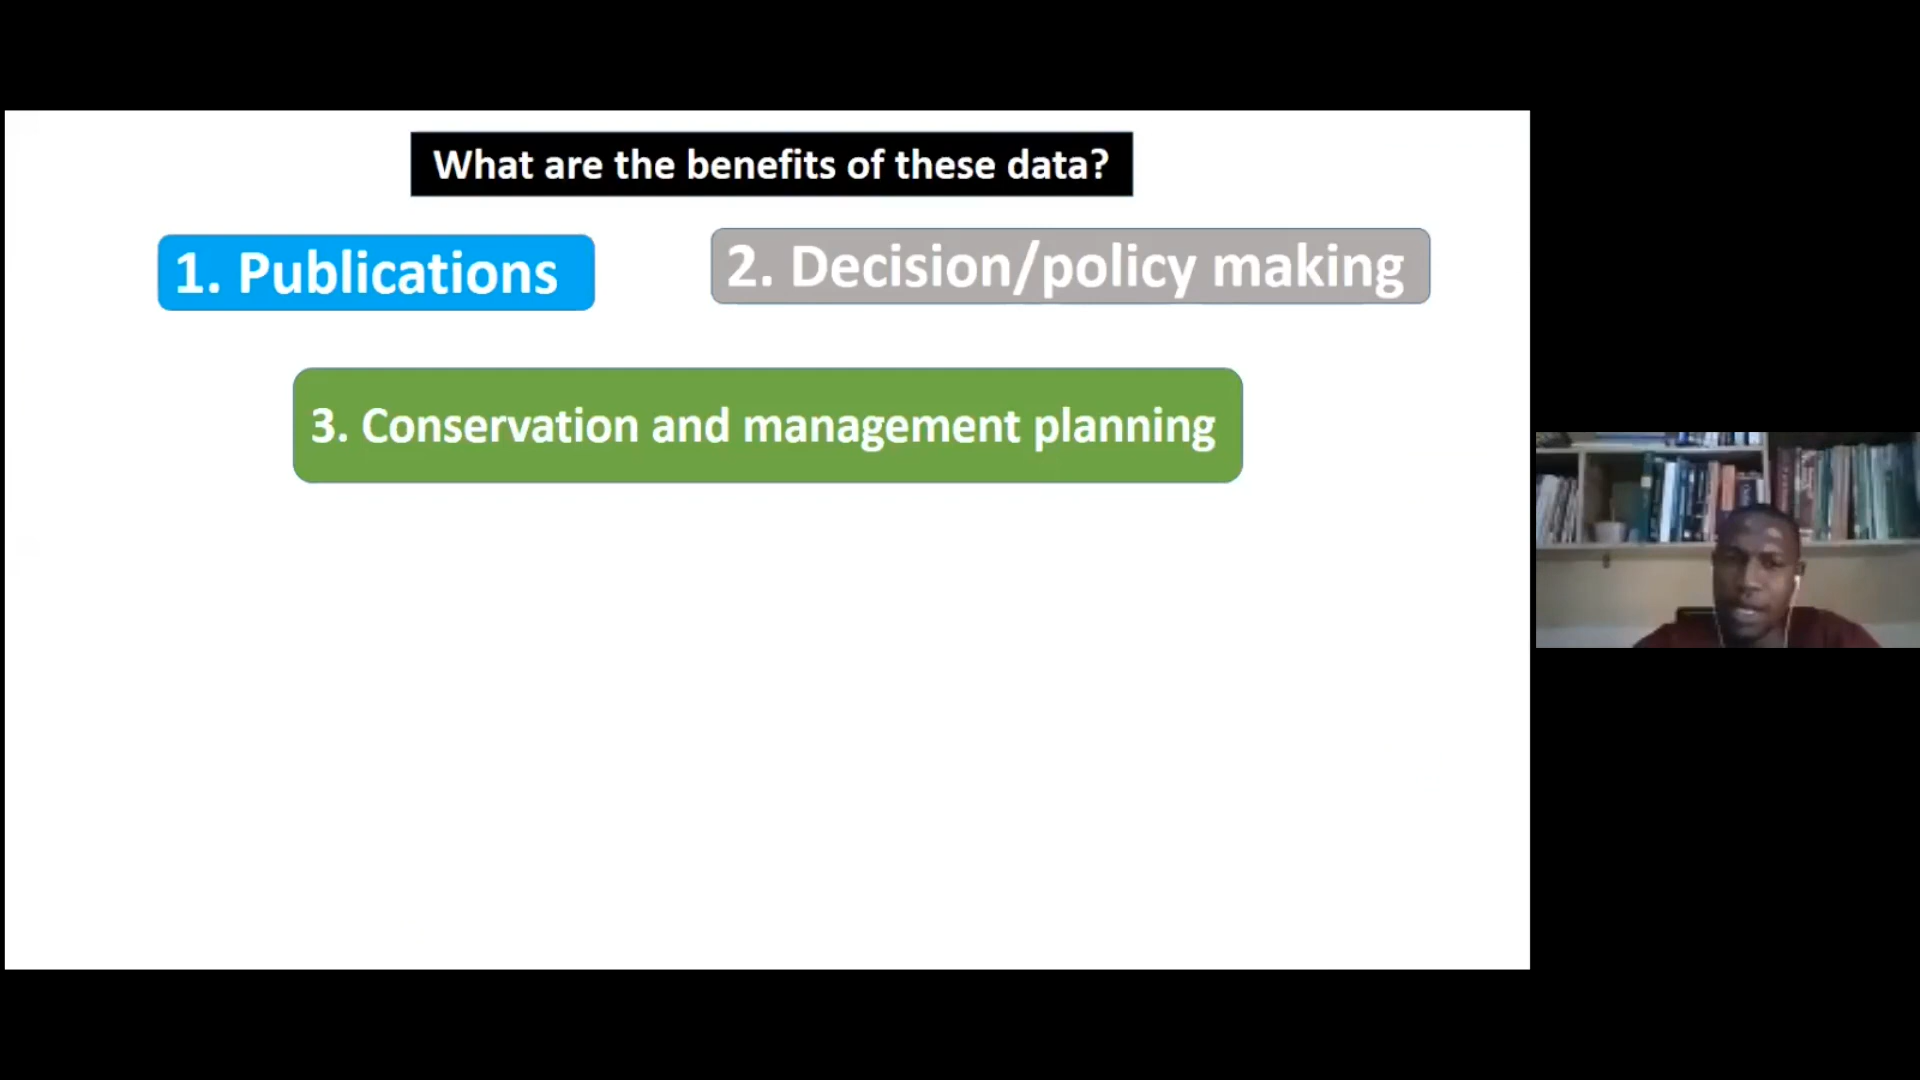 What are the benefits of these data?
1. Publications
2. Decision/policy making
3. Conservation and management planning